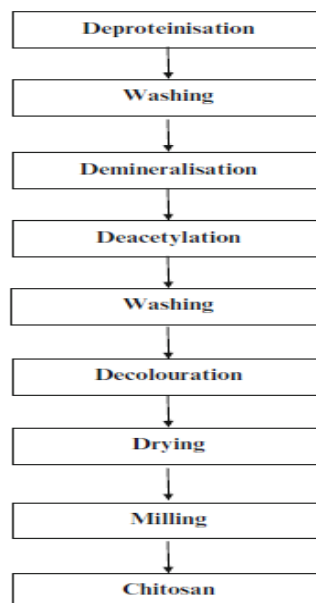 Deproteinisation
Washing
Demineralisation
Deacetylation
Washing
Decolouration
Drying
Milling
Chitosan